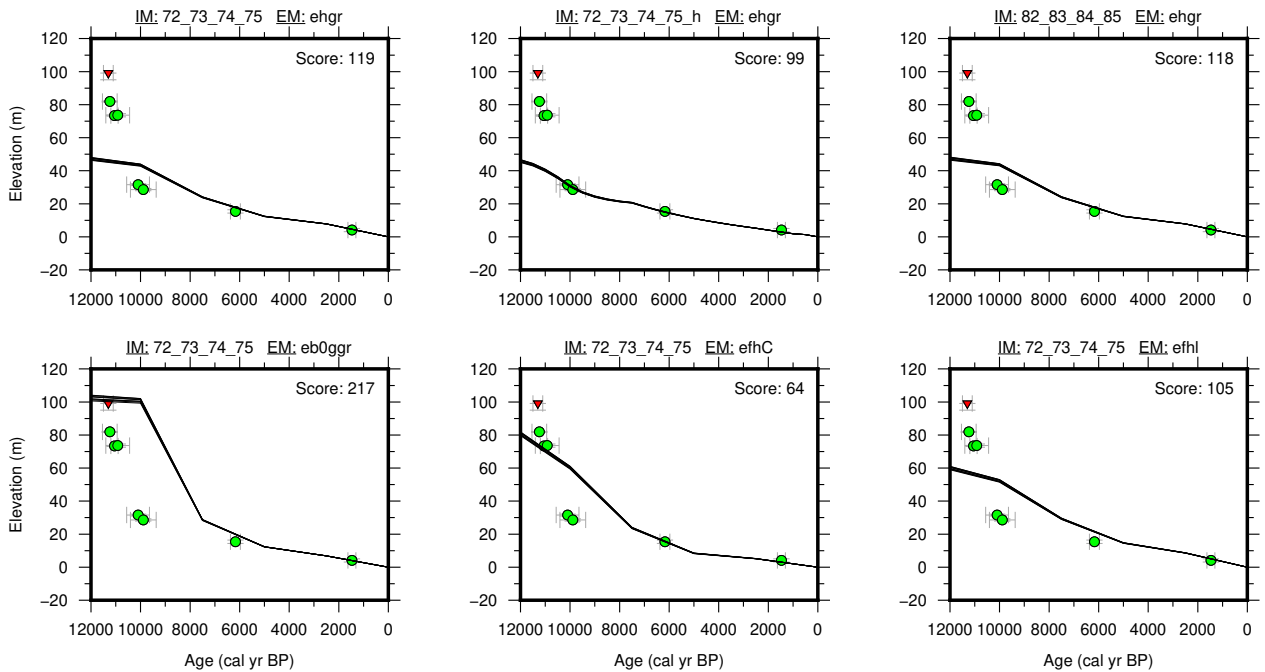 IM: 72_73_74_75 EM: ehgr
IM: 72_73_74_75_h EM: ehgr
IM: 82_83_84_85 EM: ehgr
Score: 119
Score: 99
Score: 118
Elevation (m)
120
100
80
60
40
20
0
−20
12000 10000 8000 6000 4000 2000 0
120
100
80
60
40
20
0
−20
12000 10000 8000 6000 4000 2000 0
120
100
80
60
40
20
0
−20
12000 10000 8000 6000 4000 2000 0
IM: 72_73_74_75 EM: eb0ggr
IM: 72_73_74_75 EM: efhC
IM: 72_73_74_75 EM: efhl
Score: 217
Score: 64
Score: 105
Elevation (m)
120
100
80
60
40
20
0
−20
12000 10000 8000 6000 4000 2000 0
Age (cal yr BP)
120
100
80
60
40
20
0
−20
12000 10000 8000 6000 4000 2000 0
Age (cal yr BP)
120
100
80
60
40
20
0
−20
12000 10000 8000 6000 4000 2000 0
Age (cal yr BP)